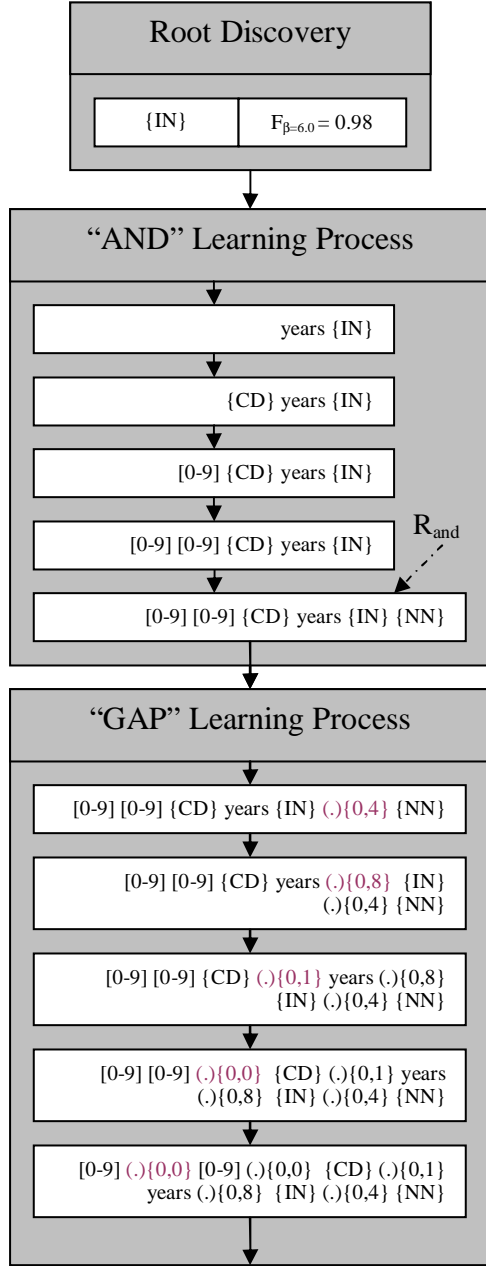 Root Discovery
{IN} F_β=6.0 = 0.98
“AND” Learning Process
years {IN}
{CD} years {IN}
[0-9] {CD} years {IN}
[0-9] [0-9] {CD} years {IN}
R_and
[0-9] [0-9] {CD} years {IN} {NN}
“GAP” Learning Process
[0-9] [0-9] {CD} years {IN} (.){0,4} {NN}
[0-9] [0-9] {CD} years (.){0,8} {IN}
(.){0,4} {NN}
[0-9] [0-9] {CD} (.){0,1} years (.){0,8}
{IN} (.){0,4} {NN}
[0-9] [0-9] (.){0,0} {CD} (.){0,1} years
(.){0,8} {IN} (.){0,4} {NN}
[0-9] (.){0,0} [0-9] (.){0,0} {CD} (.){0,1}
years (.){0,8} {IN} (.){0,4} {NN}